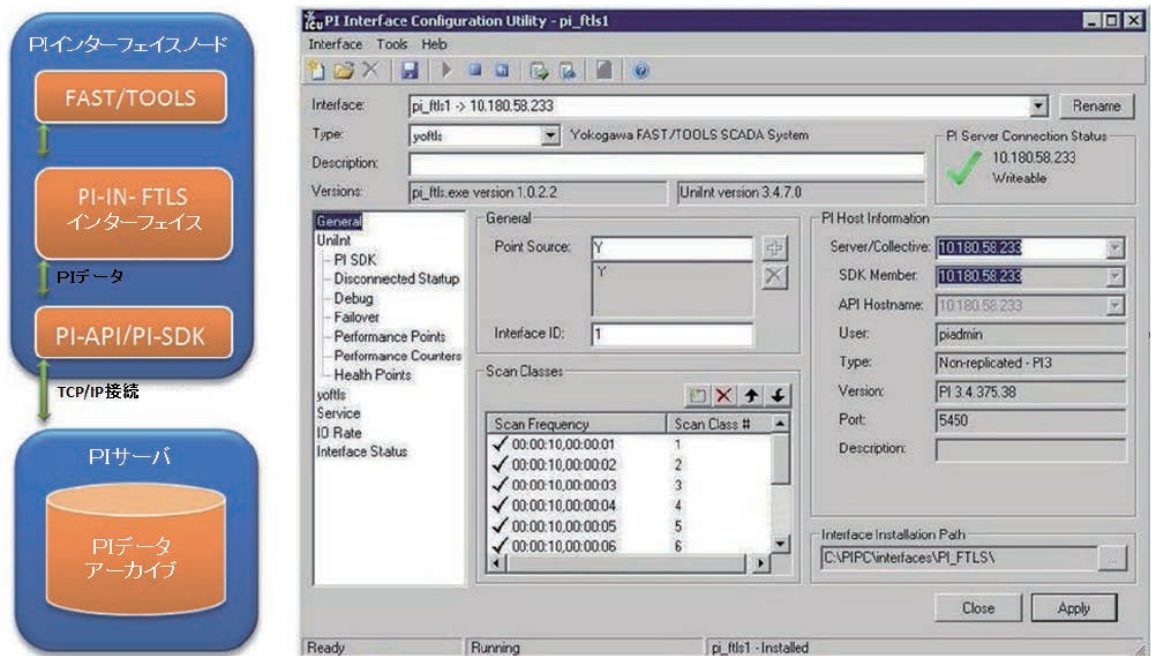 PIインターフェイスノード
FAST/TOOLS
PI-IN- FTLS
インターフェイス
PIデータ
PI-API/PI-SDK
TCP/IP接続
PIサーバ
PIデータ
アーカイブ
PI Interface Configuration Utility - pi_ftls1
Interface Tools Help
Interface: pi_ftls1 -> 10.180.58.233 Rename
Type: yoftls Yokogawa FAST/TOOLS SCADA System
Description:
Versions: pi_ftls.exe version 1.0.2.2 UniInt version 3.4.7.0
PI Server Connection Status
10.180.58.233
Writeable
General
UniInt
PI SDK
Disconnected Startup
Debug
Failover
Performance Points
Performance Counters
Health Points
yoftls
Service
IO Rate
Interface Status
General
Point Source: Y
Y
Interface ID: 1
Scan Classes
Scan Frequency Scan Class #
00:00:10,00:00:01 1
00:00:10,00:00:02 2
00:00:10,00:00:03 3
00:00:10,00:00:04 4
00:00:10,00:00:05 5
00:00:10,00:00:06 6
PI Host Information
Server/Collective: 10.180.58.233
SDK Member: 10.180.58.233
API Hostname: 10.180.58.233
User: piadmin
Type: Non-replicated - PI3
Version: PI 3.4.375.38
Port: 5450
Description:
Interface Installation Path
C:\PIPC\interfaces\PI_FTLS\
...
Close Apply
Ready Running pi_ftls1 - Installed